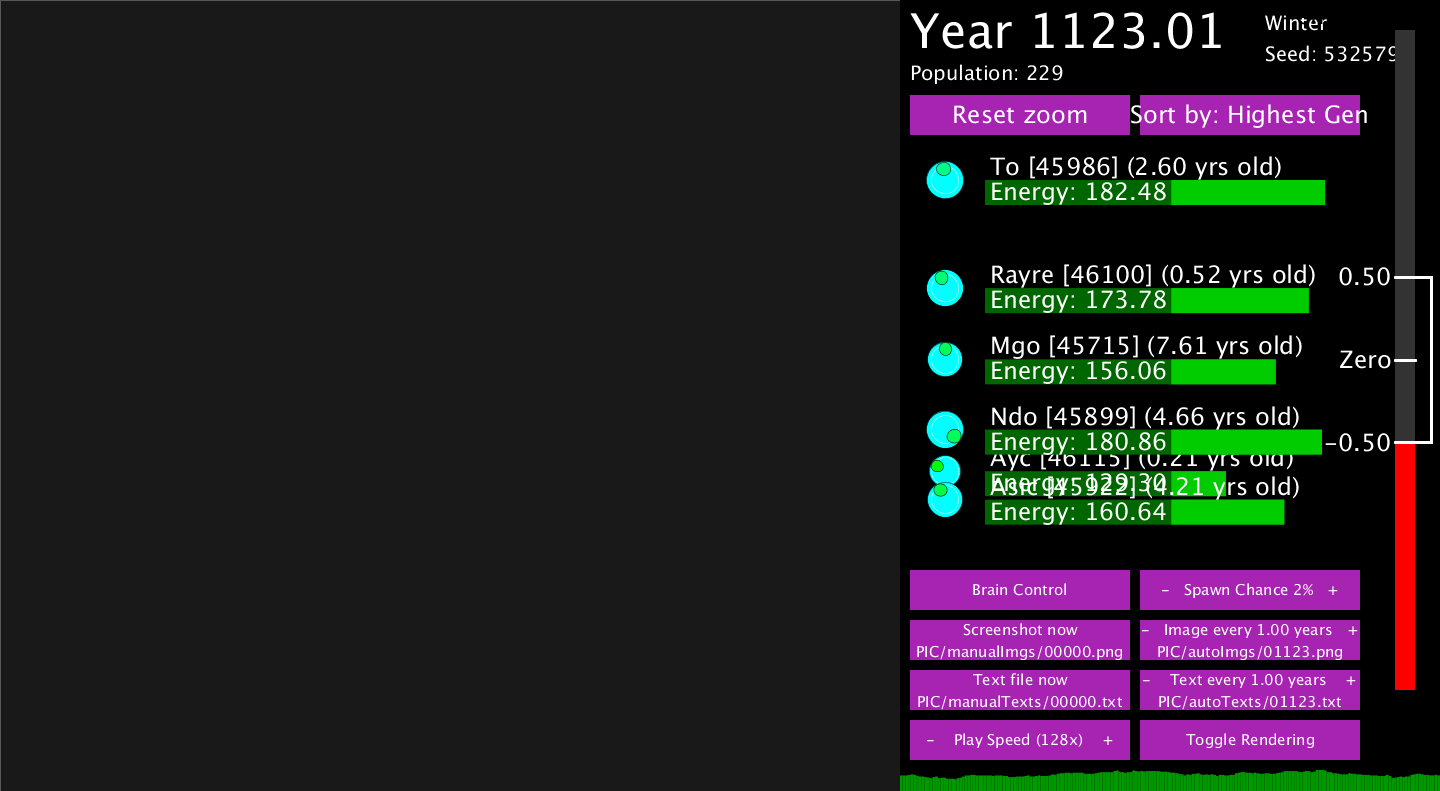 Year 1123.01
Winter
Seed: 532579
Population: 229
Reset zoom
Sort by: Highest Gen
To [45986] (2.60 yrs old)
Energy: 182.48
Rayre [46100] (0.52 yrs old)
Energy: 173.78
0.50
Mgo [45715] (7.61 yrs old)
Energy: 156.06
Zero
Ndo [45899] (4.66 yrs old)
Energy: 180.86
-0.50
Ayc [46115] (0.21 yrs old)
Energy: 129.30
[45922] (4.21 yrs old)
Energy: 160.64
Brain Control
- Spawn Chance 2% +
Screenshot now
PIC/manualImgs/00000.png
- Image every 1.00 years +
PIC/autoImgs/01123.png
Text file now
PIC/manualTexts/00000.txt
- Text every 1.00 years +
PIC/autoTexts/01123.txt
- Play Speed (128x) +
Toggle Rendering